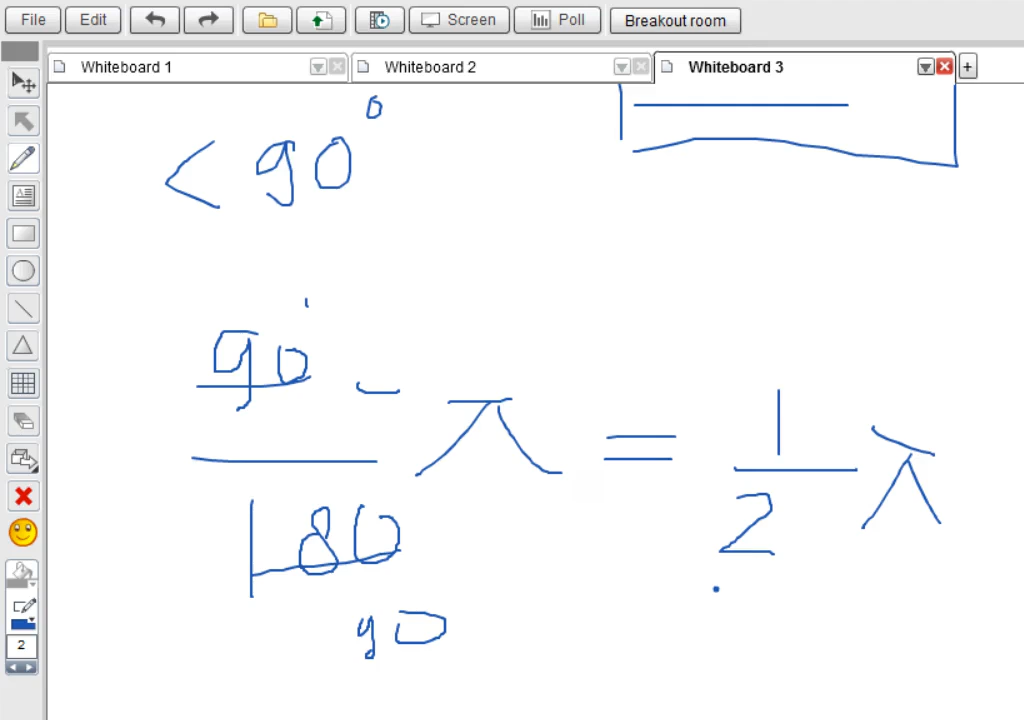 File Edit Screen Poll Breakout room
Whiteboard 1 Whiteboard 2 Whiteboard 3 +
< 90°
90
— π = 1/2 π
180
90
2